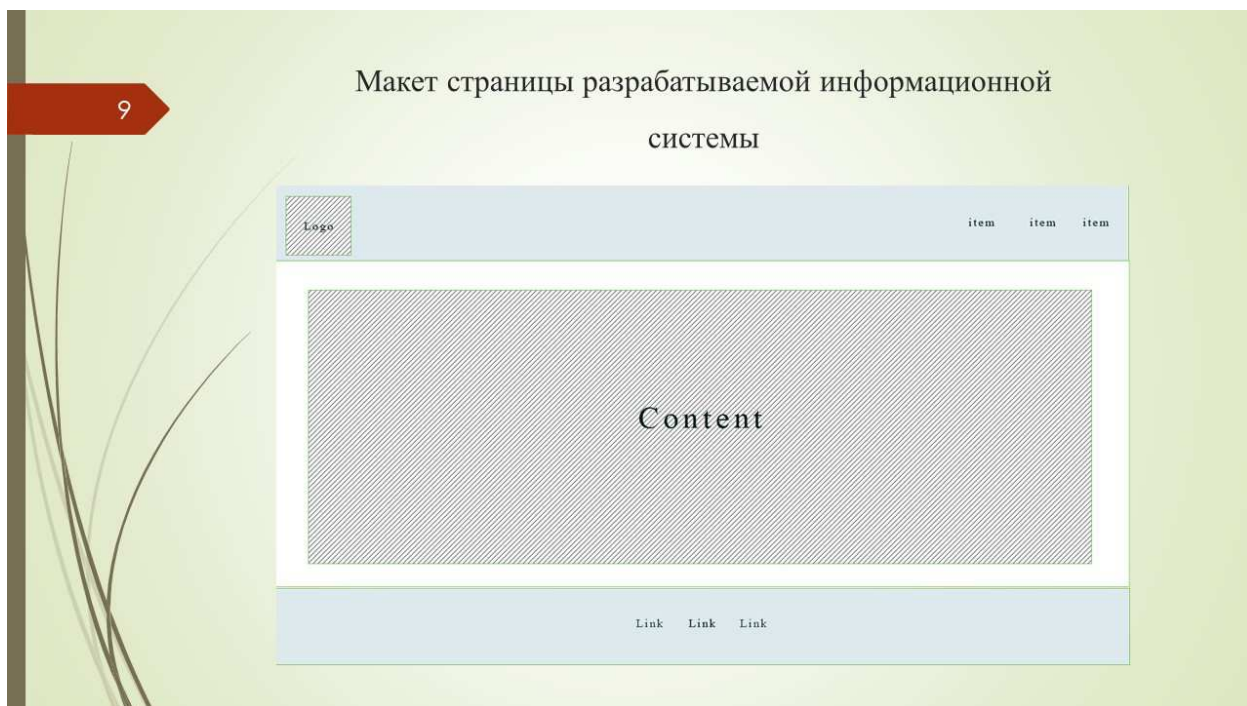 9
Макет страницы разрабатываемой информационной
системы
Logo
item item item
Content
Link Link Link